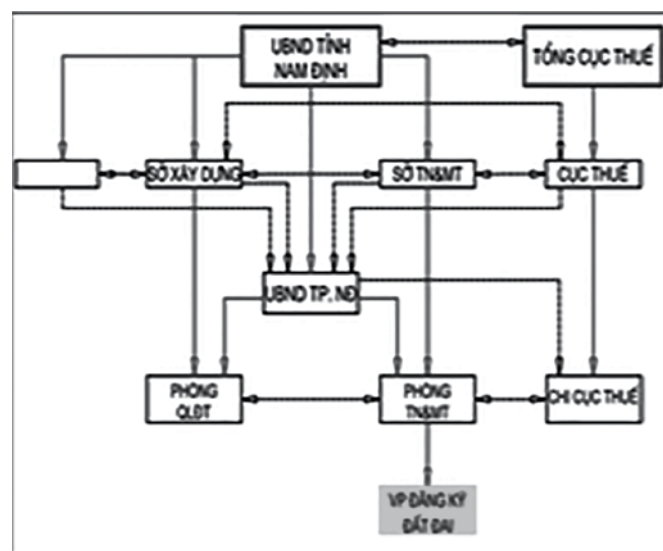 UBND TỈNH
NAM ĐỊNH
TỔNG CỤC THUẾ
SỞ XÂY DỰNG
SỞ TN&MT
CỤC THUẾ
UBND TP. NĐ
PHÒNG
QLĐT
PHÒNG
TN&MT
CHI CỤC THUẾ
VP ĐĂNG KÝ
ĐẤT ĐAI